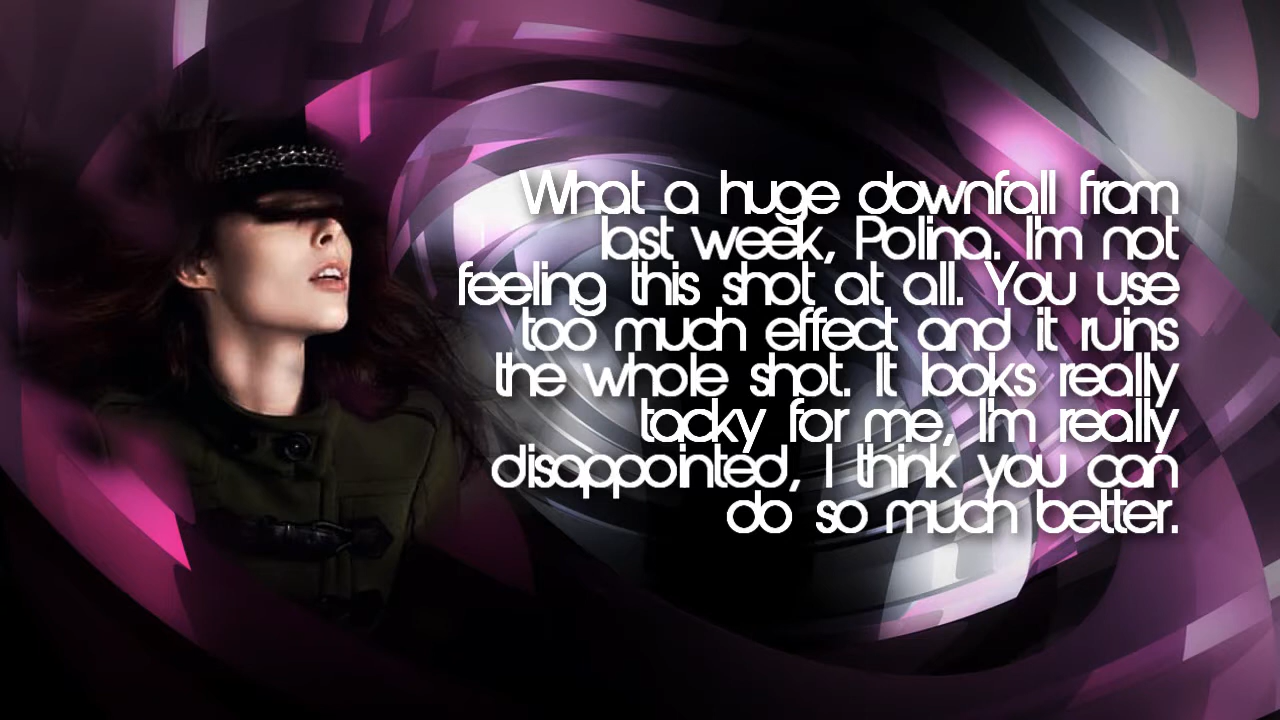 What a huge downfall from
last week, Polina. I'm not
feeling this shot at all. You use
too much effect and it ruins
the whole shot. It looks really
tacky for me, I'm really
disappointed, I think you can
do so much better.